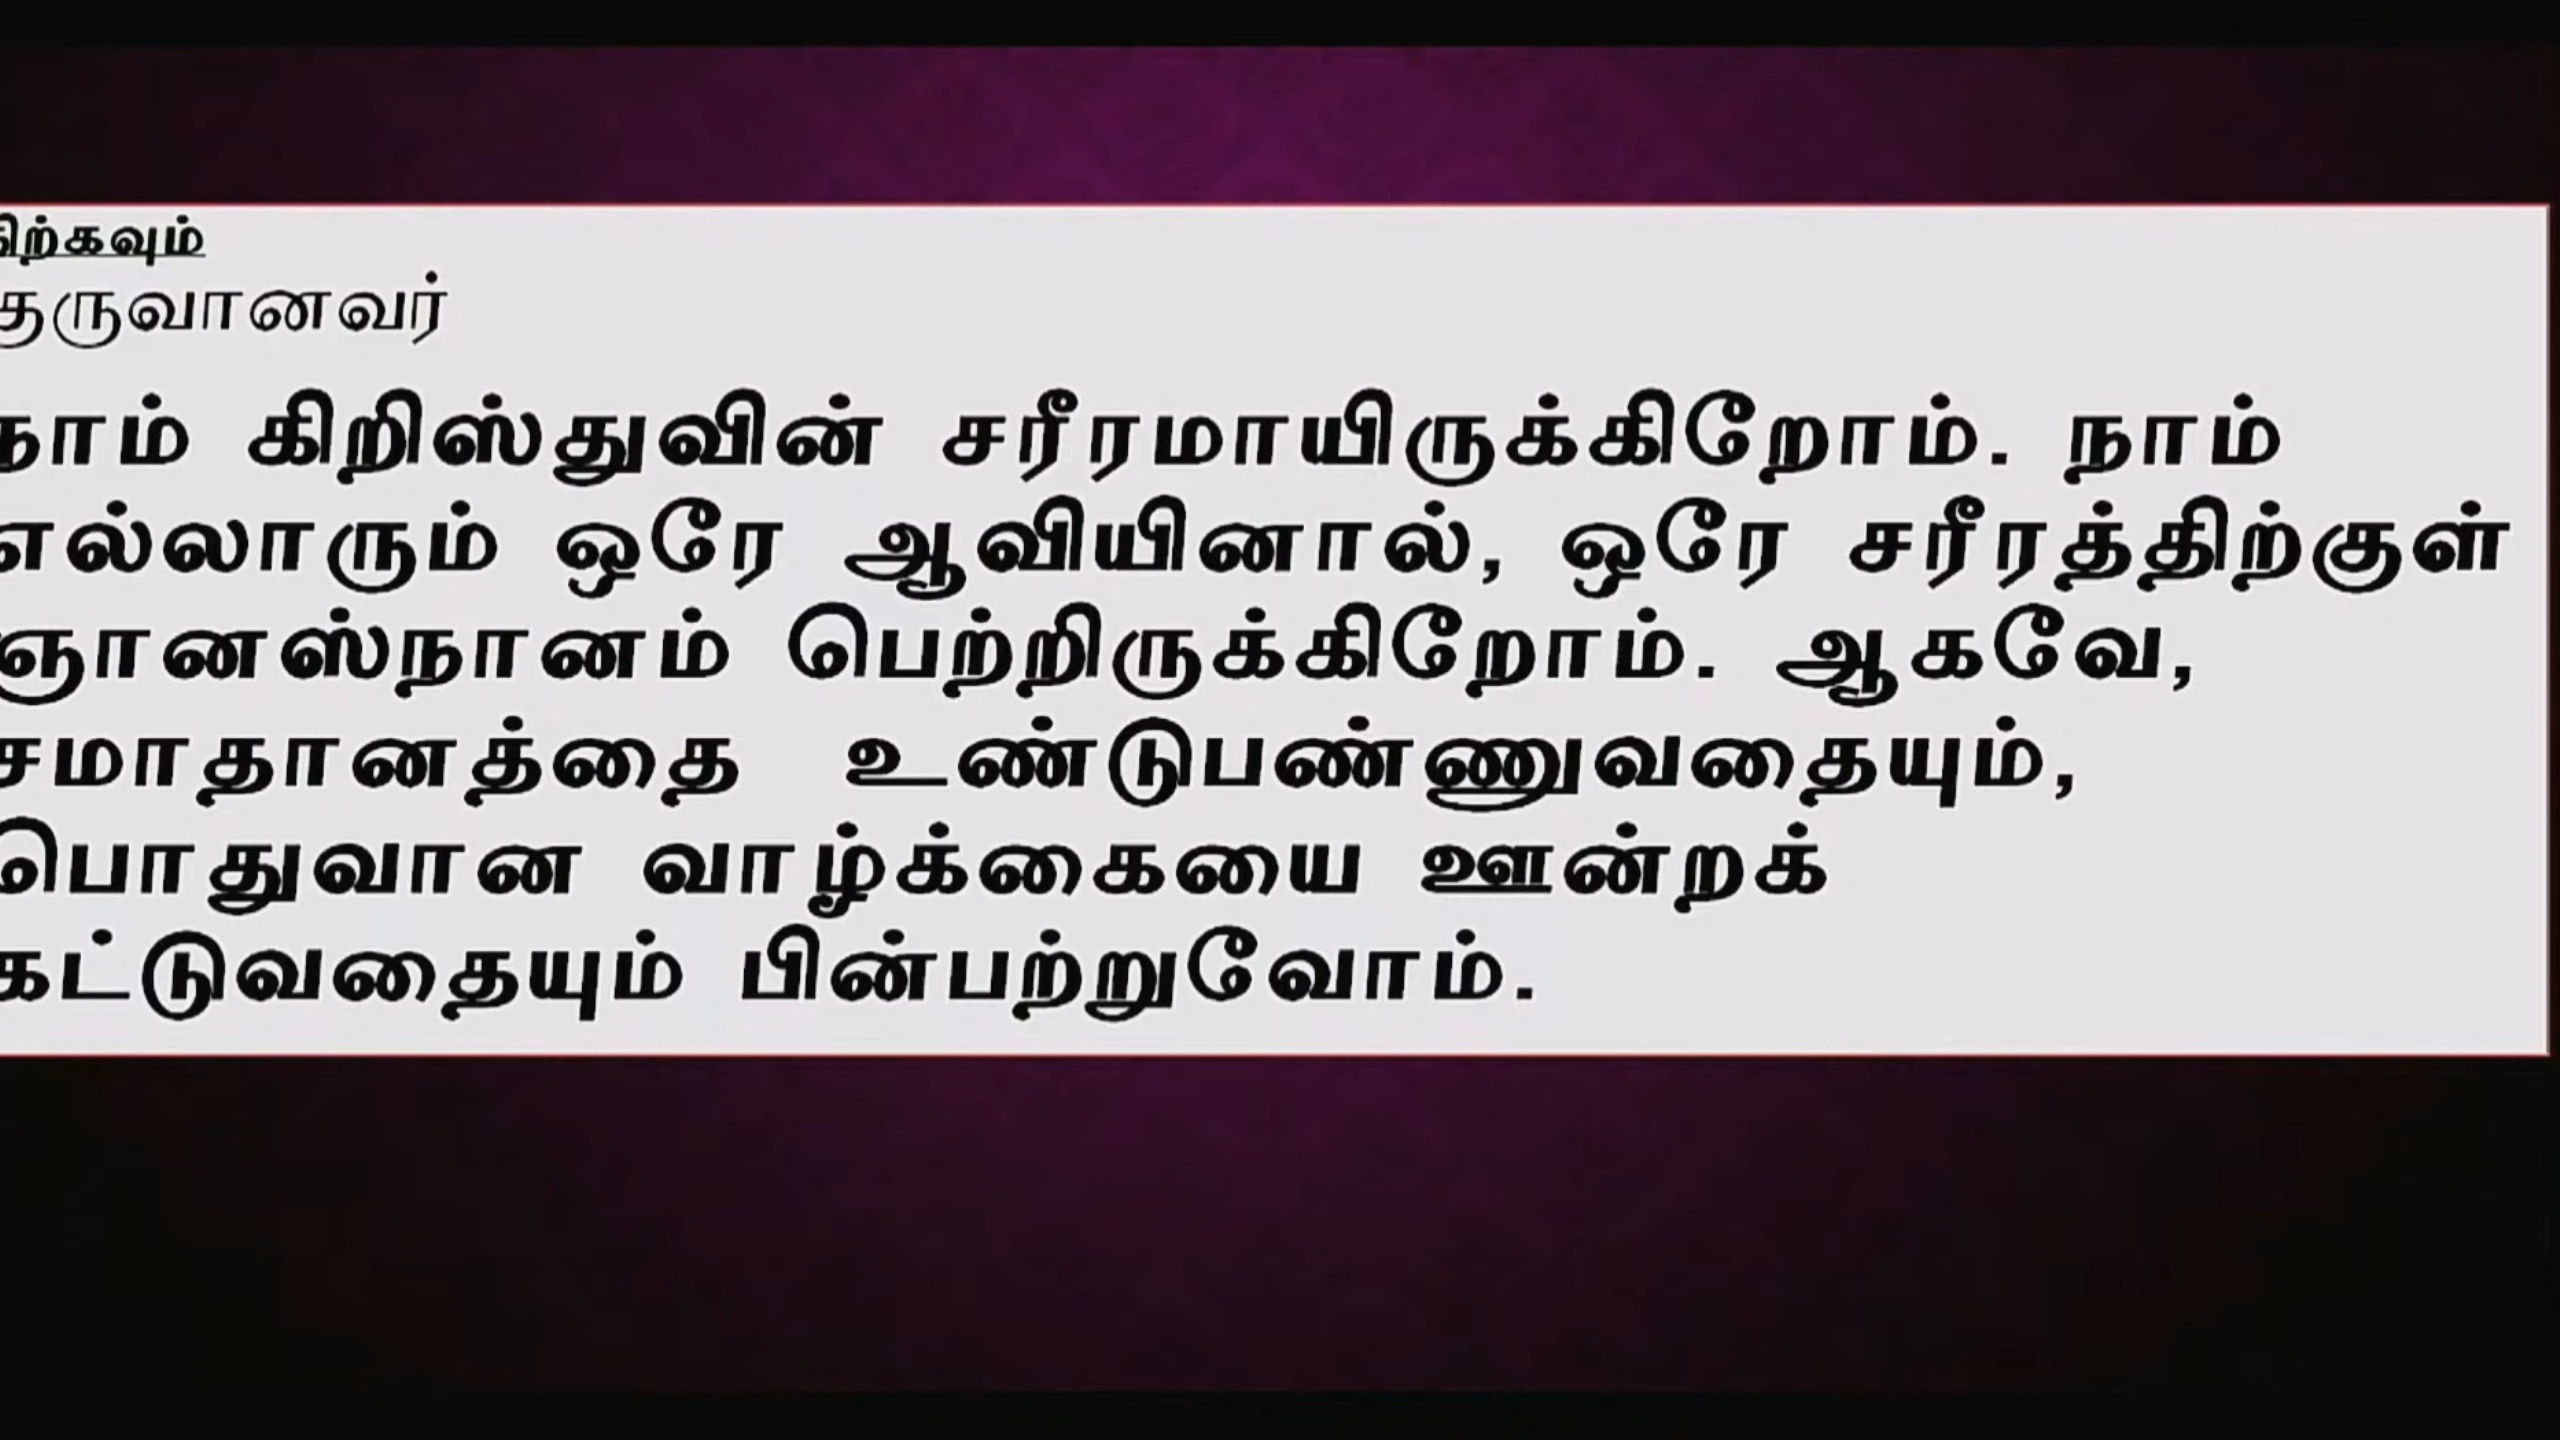 நிற்கவும்
குருவானவர்
நாம் கிறிஸ்துவின் சரீரமாயிருக்கிறோம். நாம்
எல்லாரும் ஒரே ஆவியினால், ஒரே சரீரத்திற்குள்
ஞானஸ்நானம் பெற்றிருக்கிறோம். ஆகவே,
சமாதானத்தை உண்டுபண்ணுவதையும்,
பொதுவான வாழ்க்கையை ஊன்றக்
கட்டுவதையும் பின்பற்றுவோம்.